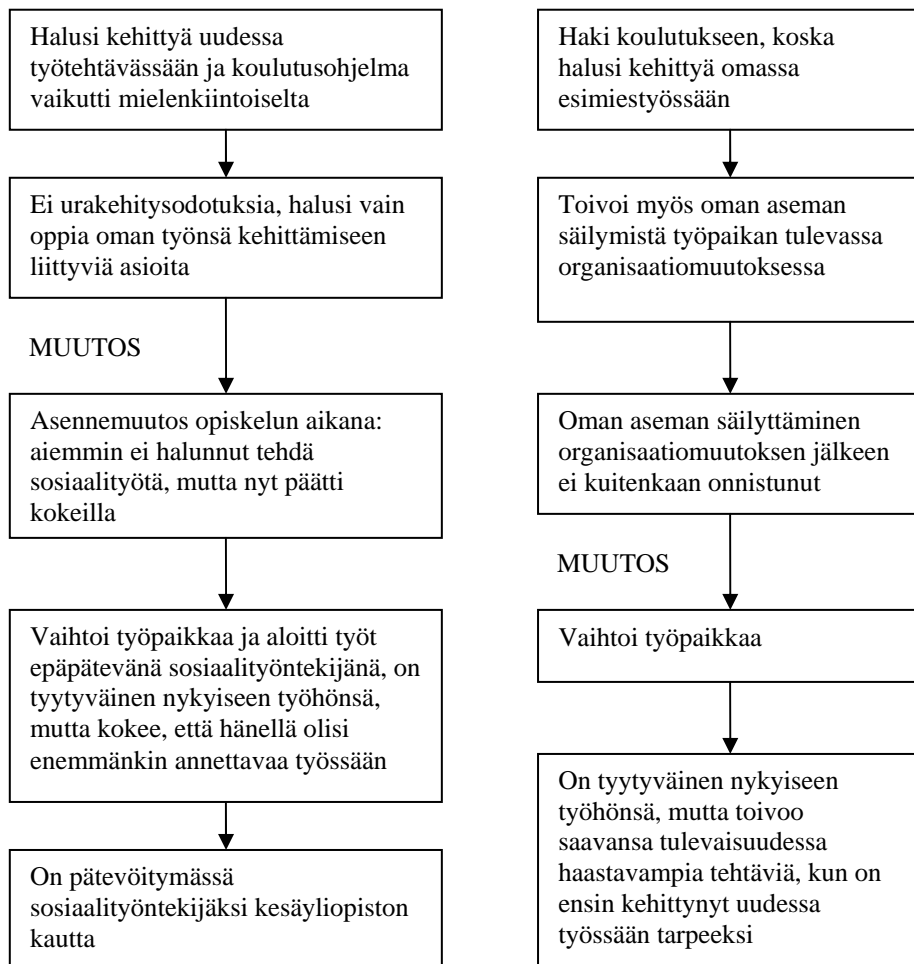 Halusi kehittyä uudessa
työtehtävässään ja koulutusohjelma
vaikutti mielenkiintoiselta
Ei urakehitysodotuksia, halusi vain
oppia oman työnsä kehittämiseen
liittyviä asioita
MUUTOS
Asennemuutos opiskelun aikana:
aiemmin ei halunnut tehdä
sosiaalityötä, mutta nyt päätti
kokeilla
Vaihtoi työpaikkaa ja aloitti työt
epäpätevänä sosiaalityöntekijänä, on
tyytyväinen nykyiseen työhönsä,
mutta kokee, että hänellä olisi
enemmänkin annettavaa työssään
On pätevöitymässä
sosiaalityöntekijäksi kesäyliopiston
kautta
Haki koulutukseen, koska
halusi kehittyä omassa
esimiestyössään
Toivoi myös oman aseman
säilymistä työpaikan tulevassa
organisaatiomuutoksessa
Oman aseman säilyttäminen
organisaatiomuutoksen jälkeen
ei kuitenkaan onnistunut
MUUTOS
Vaihtoi työpaikkaa
On tyytyväinen nykyiseen
työhönsä, mutta toivoo
saavansa tulevaisuudessa
haastavampia tehtäviä, kun on
ensin kehittynyt uudessa
työssään tarpeeksi